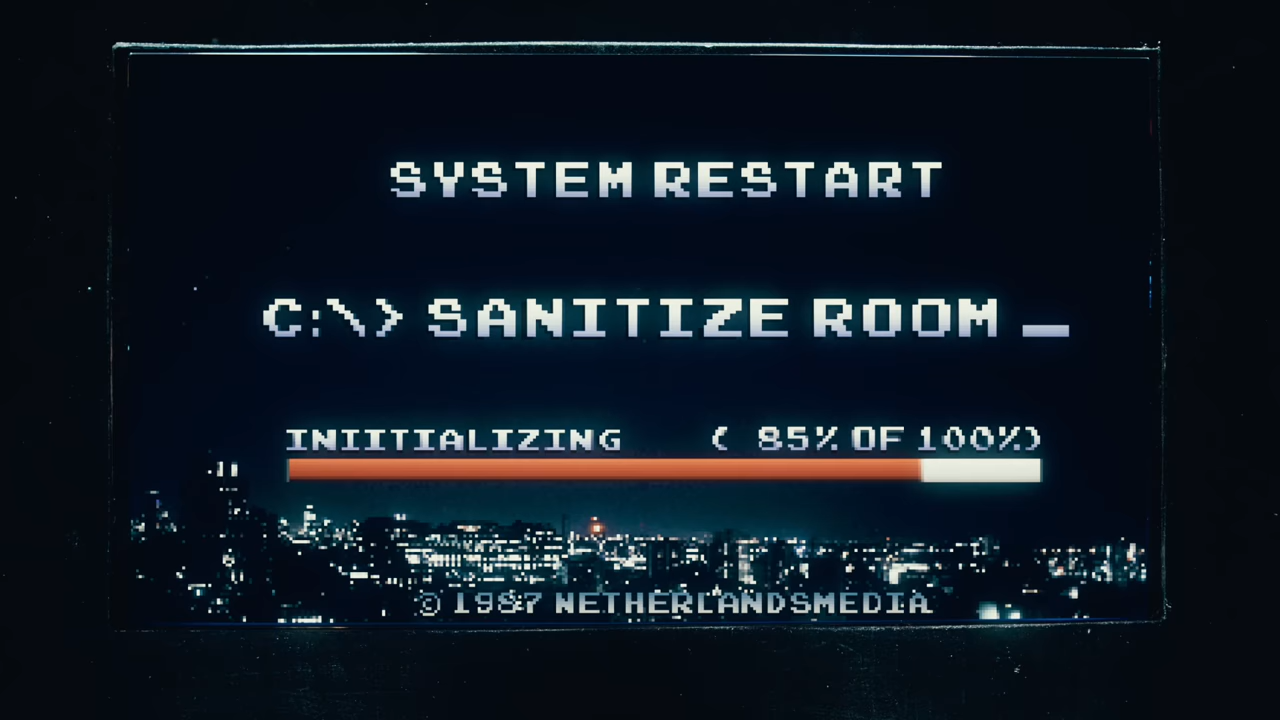 SYSTEM RESTART
C:\> SANITIZE ROOM _
INIITIALIZING ( 85% OF 100%)
© 1987 NETHERLANDSMEDIA